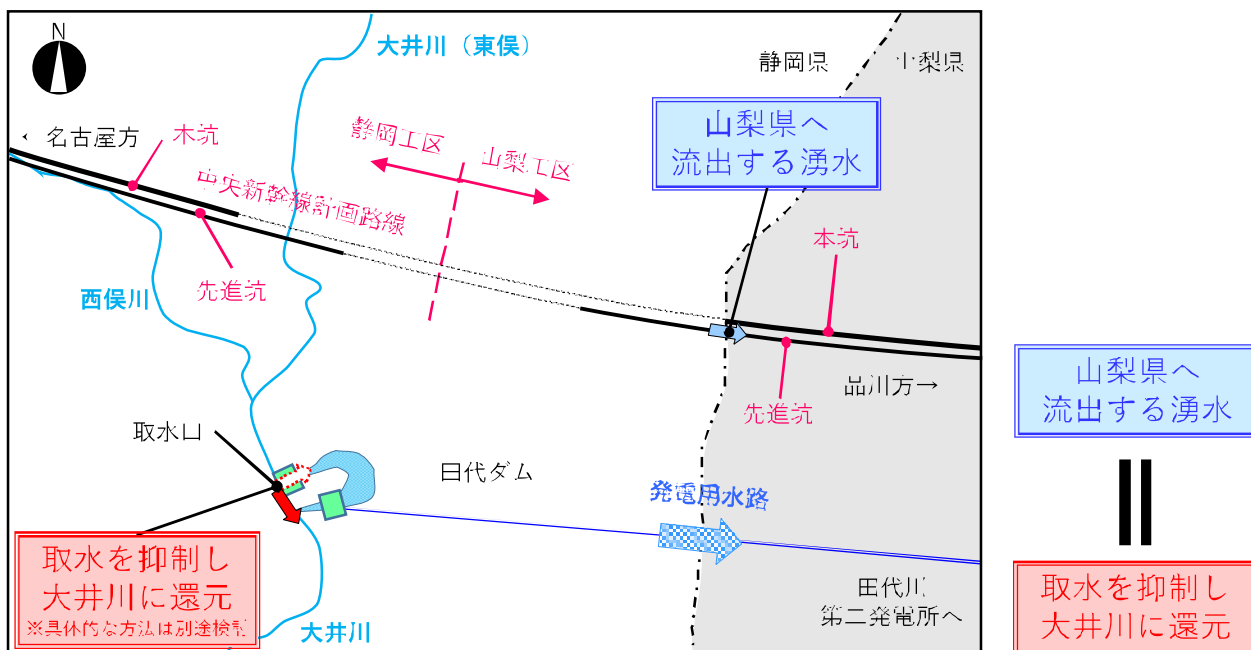 N
大井川（東俣）
静岡県
山梨県
名古屋方
本坑
静岡工区
山梨工区
山梨県へ
流出する湧水
中央新幹線計画路線
先進坑
西俣川
本坑
先進坑
品川方→
取水口
田代ダム
発電用水路
取水を抑制し
大井川に還元
※具体的な方法は別途検討
大井川
田代川
第二発電所へ
山梨県へ
流出する湧水
取水を抑制し
大井川に還元